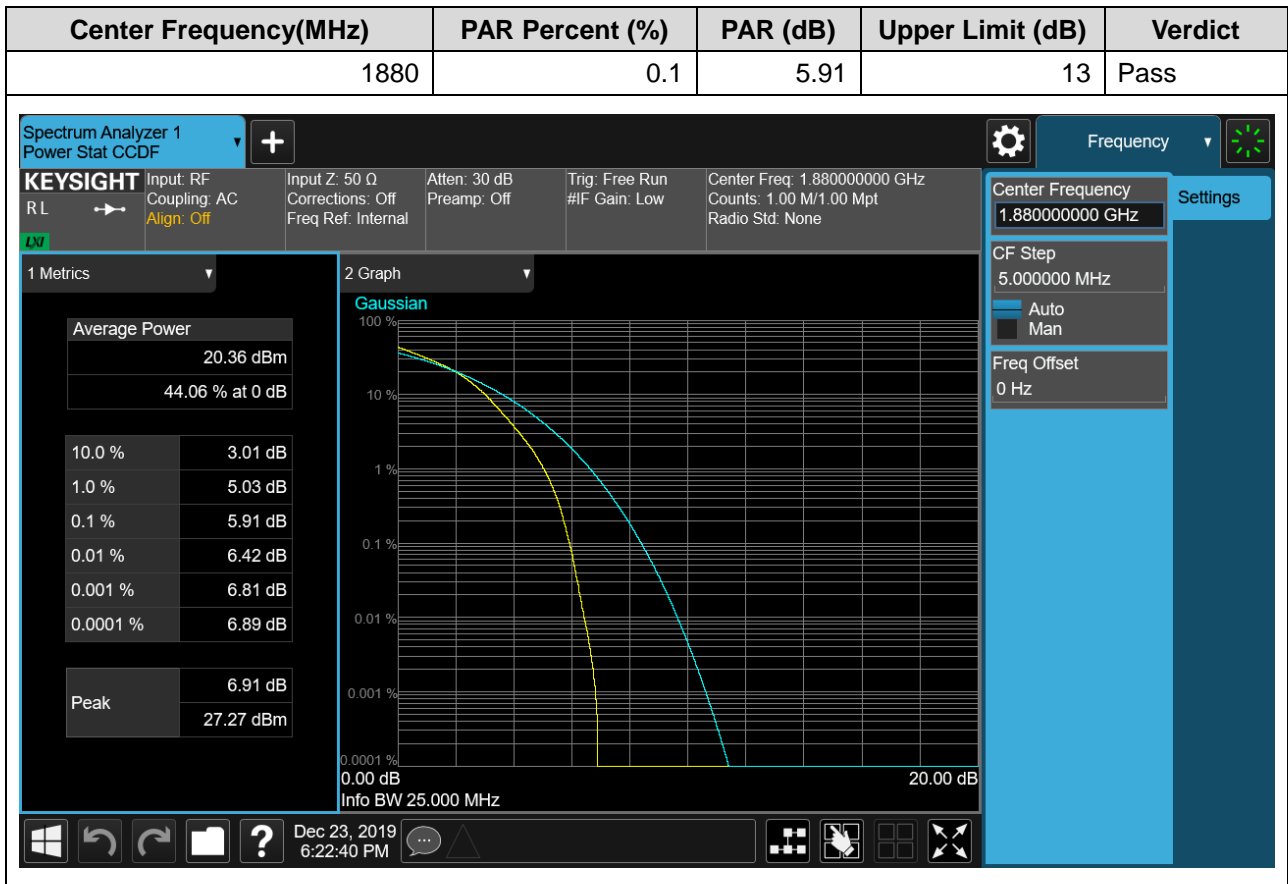 Center Frequency(MHz) PAR Percent (%) PAR (dB) Upper Limit (dB) Verdict
1880 0.1 5.91 13 Pass
Spectrum Analyzer 1
Power Stat CCDF
Frequency
KEYSIGHT
R L
LXI
Input: RF
Coupling: AC
Align: Off
Input Z: 50 Ω
Corrections: Off
Freq Ref: Internal
Atten: 30 dB
Preamp: Off
Trig: Free Run
#IF Gain: Low
Center Freq: 1.880000000 GHz
Counts: 1.00 M/1.00 Mpt
Radio Std: None
Center Frequency
1.880000000 GHz
Settings
CF Step
5.000000 MHz
Auto
Man
Freq Offset
0 Hz
1 Metrics
Average Power
20.36 dBm
44.06 % at 0 dB
10.0 % 3.01 dB
1.0 % 5.03 dB
0.1 % 5.91 dB
0.01 % 6.42 dB
0.001 % 6.81 dB
0.0001 % 6.89 dB
Peak
6.91 dB
27.27 dBm
2 Graph
Gaussian
100 %
10 %
1 %
0.1 %
0.01 %
0.001 %
0.0001 %
0.00 dB 20.00 dB
Info BW 25.000 MHz
?
Dec 23, 2019
6:22:40 PM